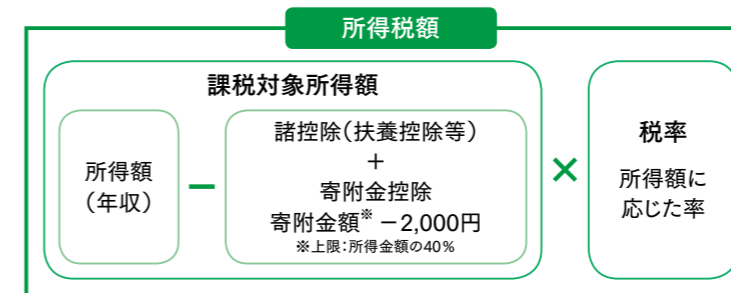 所得税額
課税対象所得額
所得額
（年収）
−
諸控除（扶養控除等）
+
寄附金控除
寄附金額※ −2,000円
※上限：所得金額の40%
×
税率
所得額に
応じた率